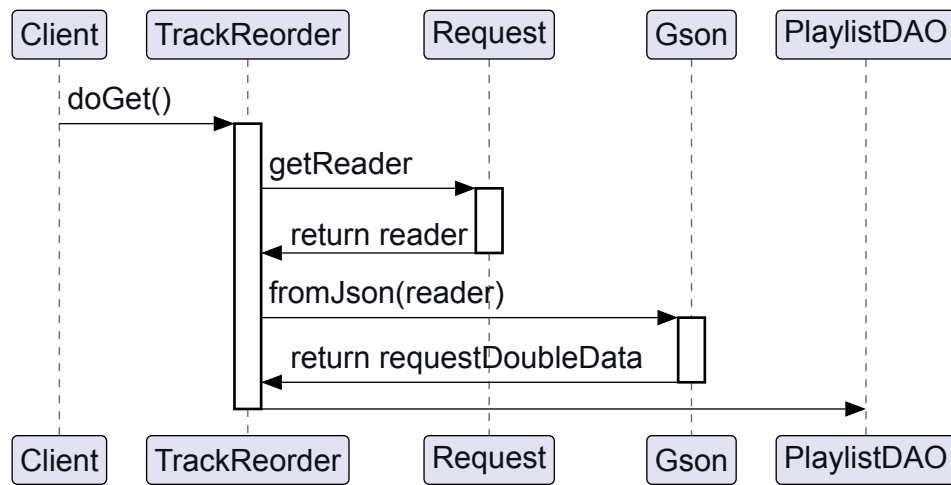 Client TrackReorder Request Gson PlaylistDAO
doGet()
getReader
return reader
fromJson(reader)
return requestDoubleData
Client TrackReorder Request Gson PlaylistDAO